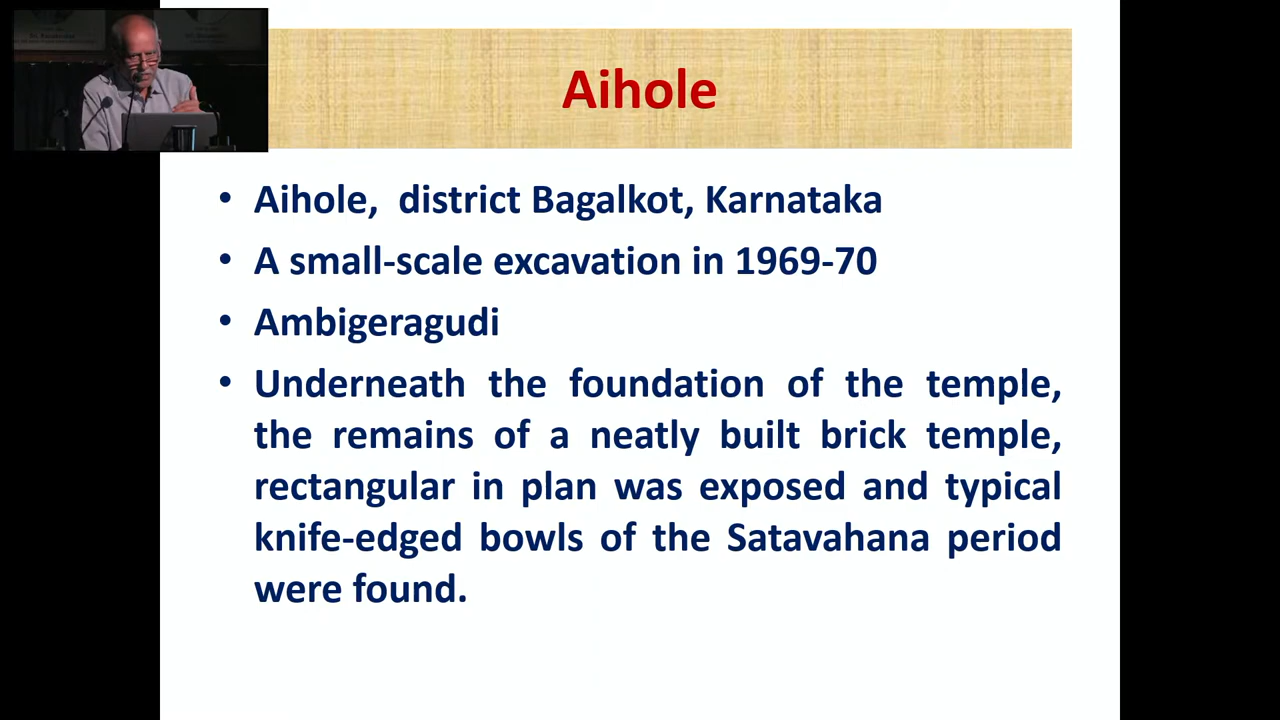 Aihole
• Aihole, district Bagalkot, Karnataka
• A small-scale excavation in 1969-70
• Ambigeragudi
• Underneath the foundation of the temple,
the remains of a neatly built brick temple,
rectangular in plan was exposed and typical
knife-edged bowls of the Satavahana period
were found.